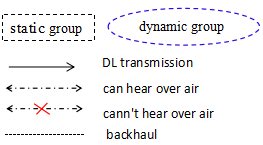 static group
dynamic group
DL transmission
can hear over air
cann't hear over air
backhaul